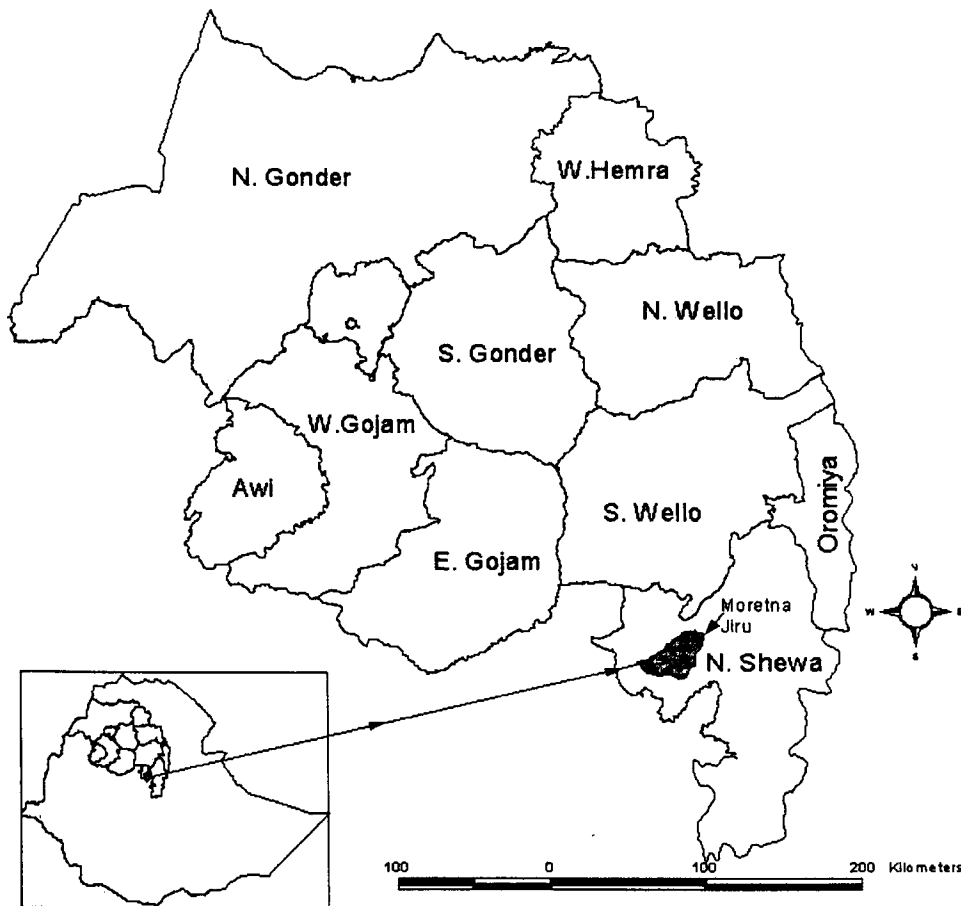 N. Gonder
W.Hemra
N. Wello
S. Gonder
W.Gojam
Awi
S. Wello
Oromiya
E. Gojam
W
E
S
Moretna
Jiru
N. Shewa
100 0 100 200 Kilometers